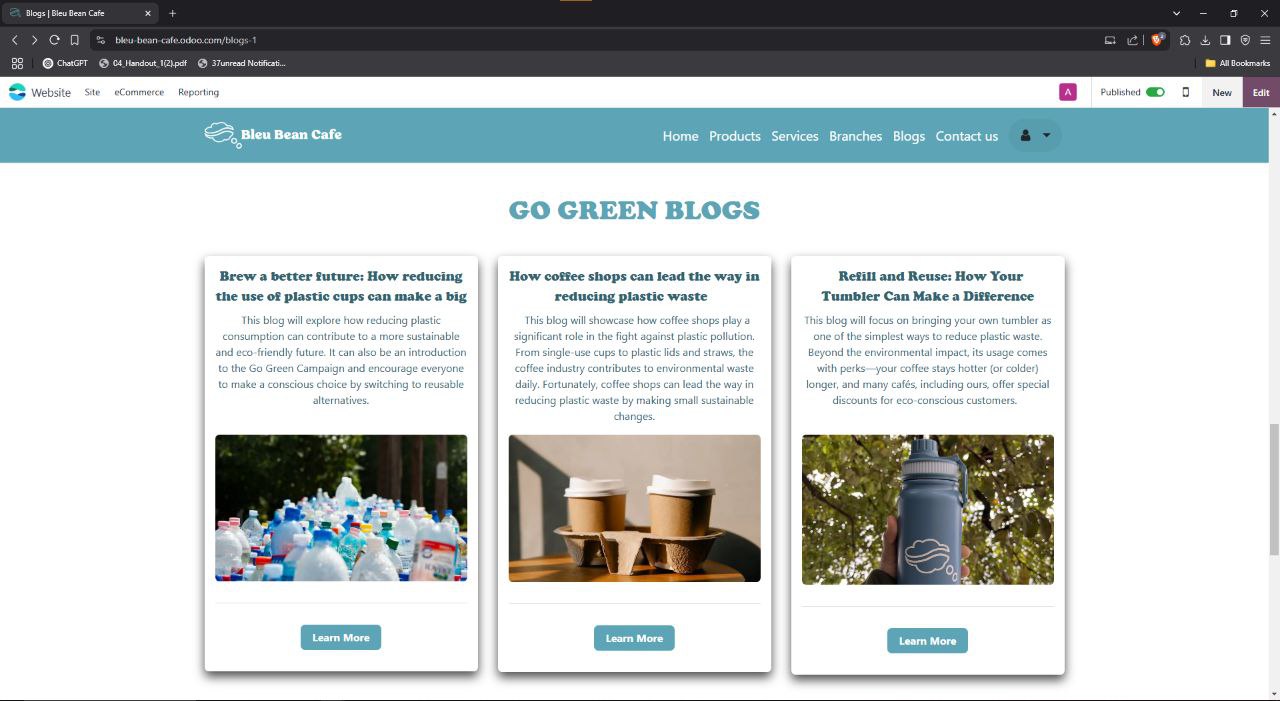 Blogs | Bleu Bean Cafe
bleu-bean-cafe.odoo.com/blogs-1
ChatGPT
04_Handout_1(2).pdf
37unread Notificati...
All Bookmarks
Website
Site
eCommerce
Reporting
A
Published
New
Edit
Bleu Bean Cafe
Home
Products
Services
Branches
Blogs
Contact us
GO GREEN BLOGS
Brew a better future: How reducing
the use of plastic cups can make a big
This blog will explore how reducing plastic
consumption can contribute to a more sustainable
and eco-friendly future. It can also be an introduction
to the Go Green Campaign and encourage everyone
to make a conscious choice by switching to reusable
alternatives.
Learn More
How coffee shops can lead the way in
reducing plastic waste
This blog will showcase how coffee shops play a
significant role in the fight against plastic pollution.
From single-use cups to plastic lids and straws, the
coffee industry contributes to environmental waste
daily. Fortunately, coffee shops can lead the way in
reducing plastic waste by making small sustainable
changes.
Learn More
Refill and Reuse: How Your
Tumbler Can Make a Difference
This blog will focus on bringing your own tumbler as
one of the simplest ways to reduce plastic waste.
Beyond the environmental impact, its usage comes
with perks—your coffee stays hotter (or colder)
longer, and many cafés, including ours, offer special
discounts for eco-conscious customers.
Learn More